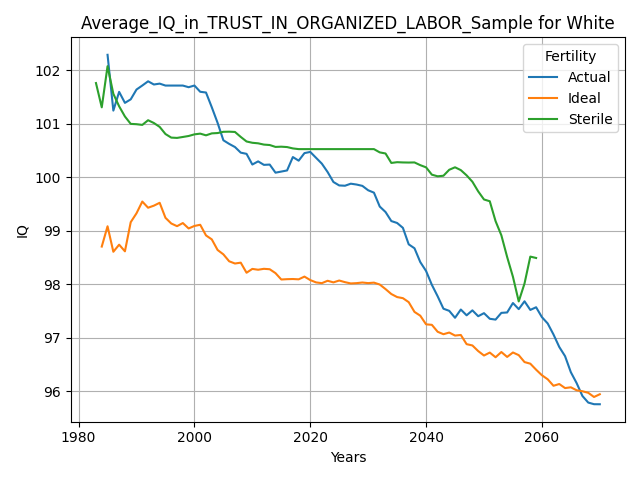 Average_IQ_in_TRUST_IN_ORGANIZED_LABOR_Sample for White
Fertility
Actual
Ideal
Sterile
IQ
102
101
100
99
98
97
96
1980
2000
2020
2040
2060
Years